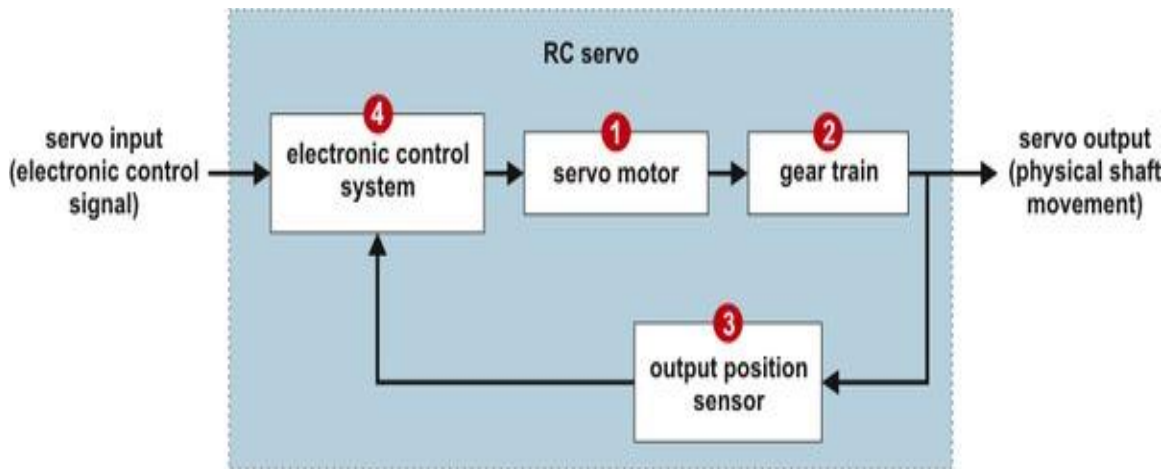 RC servo
servo input
(electronic control
signal)
4
electronic control
system
1
servo motor
2
gear train
servo output
(physical shaft
movement)
3
output position
sensor